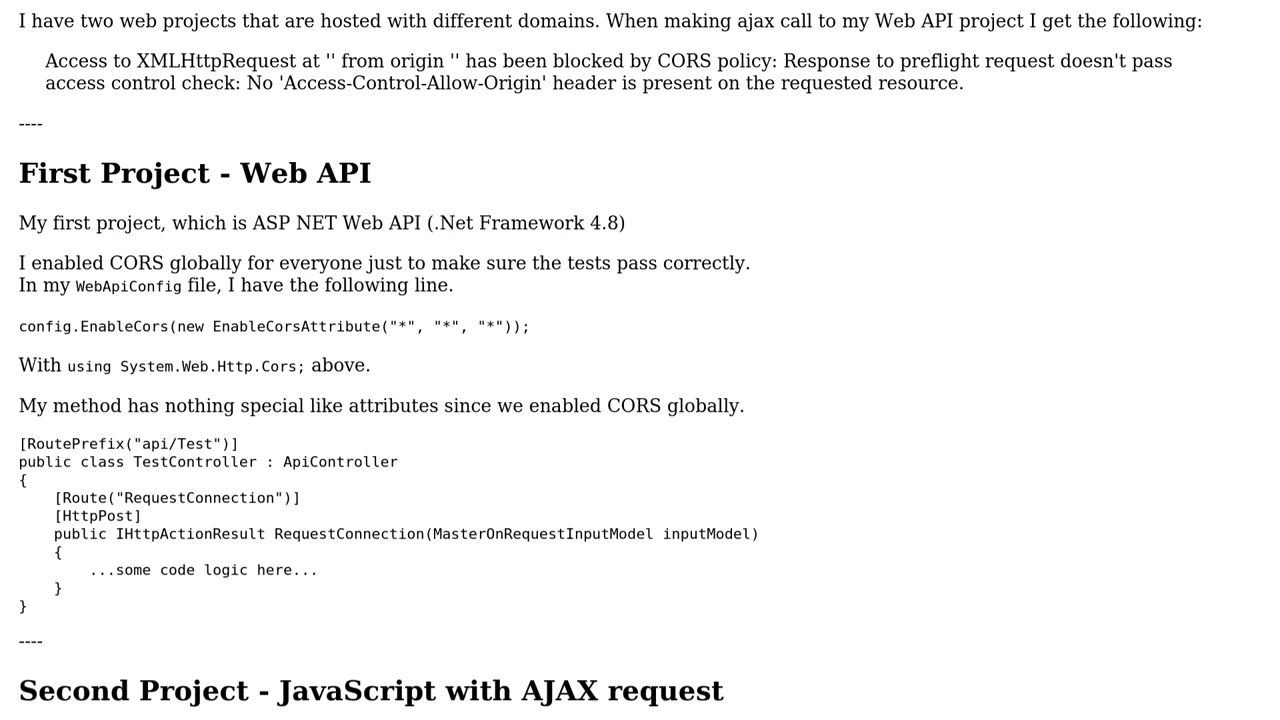 I have two web projects that are hosted with different domains. When making ajax call to my Web API project I get the following:
Access to XMLHttpRequest at '' from origin '' has been blocked by CORS policy: Response to preflight request doesn't pass
access control check: No 'Access-Control-Allow-Origin' header is present on the requested resource.
----
First Project - Web API
My first project, which is ASP NET Web API (.Net Framework 4.8)
I enabled CORS globally for everyone just to make sure the tests pass correctly.
In my WebApiConfig file, I have the following line.
config.EnableCors(new EnableCorsAttribute("*", "*", "*"));
With using System.Web.Http.Cors; above.
My method has nothing special like attributes since we enabled CORS globally.
[RoutePrefix("api/Test")]
public class TestController : ApiController
{
    [Route("RequestConnection")]
    [HttpPost]
    public IHttpActionResult RequestConnection(MasterOnRequestInputModel inputModel)
    {
        ...some code logic here...
    }
}
----
Second Project - JavaScript with AJAX request